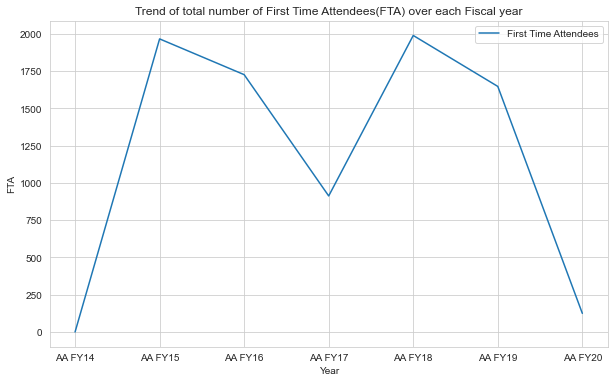 Trend of total number of First Time Attendees(FTA) over each Fiscal year
First Time Attendees
2000
1750
1500
1250
1000
750
500
250
0
FTA
AA FY14 AA FY15 AA FY16 AA FY17 AA FY18 AA FY19 AA FY20
Year